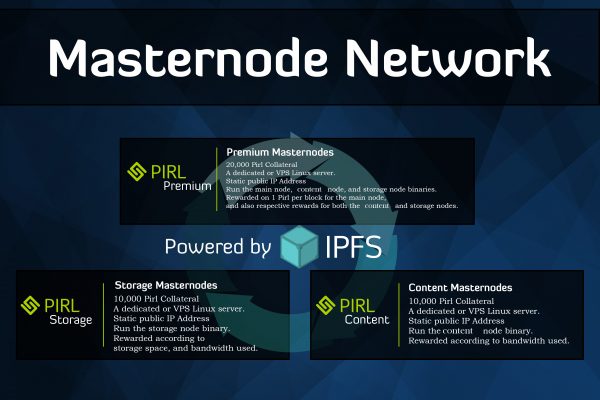 Masternode Network
PIRL
Premium
Premium Masternodes
20,000 Pirl Collateral
A dedicated or VPS Linux server.
Static public IP Address
Run the main node, content node, and storage node binaries.
Rewarded on 1 Pirl per block for the main node,
and also respective rewards for both the content and storage nodes.
Powered by IPFS
PIRL
Storage
Storage Masternodes
10,000 Pirl Collateral
A dedicated or VPS Linux server.
Static public IP Address
Run the storage node binary.
Rewarded according to
storage space, and bandwidth used.
PIRL
Content
Content Masternodes
10,000 Pirl Collateral
A dedicated or VPS Linux server.
Static public IP Address
Run the content node binary.
Rewarded according to bandwidth used.